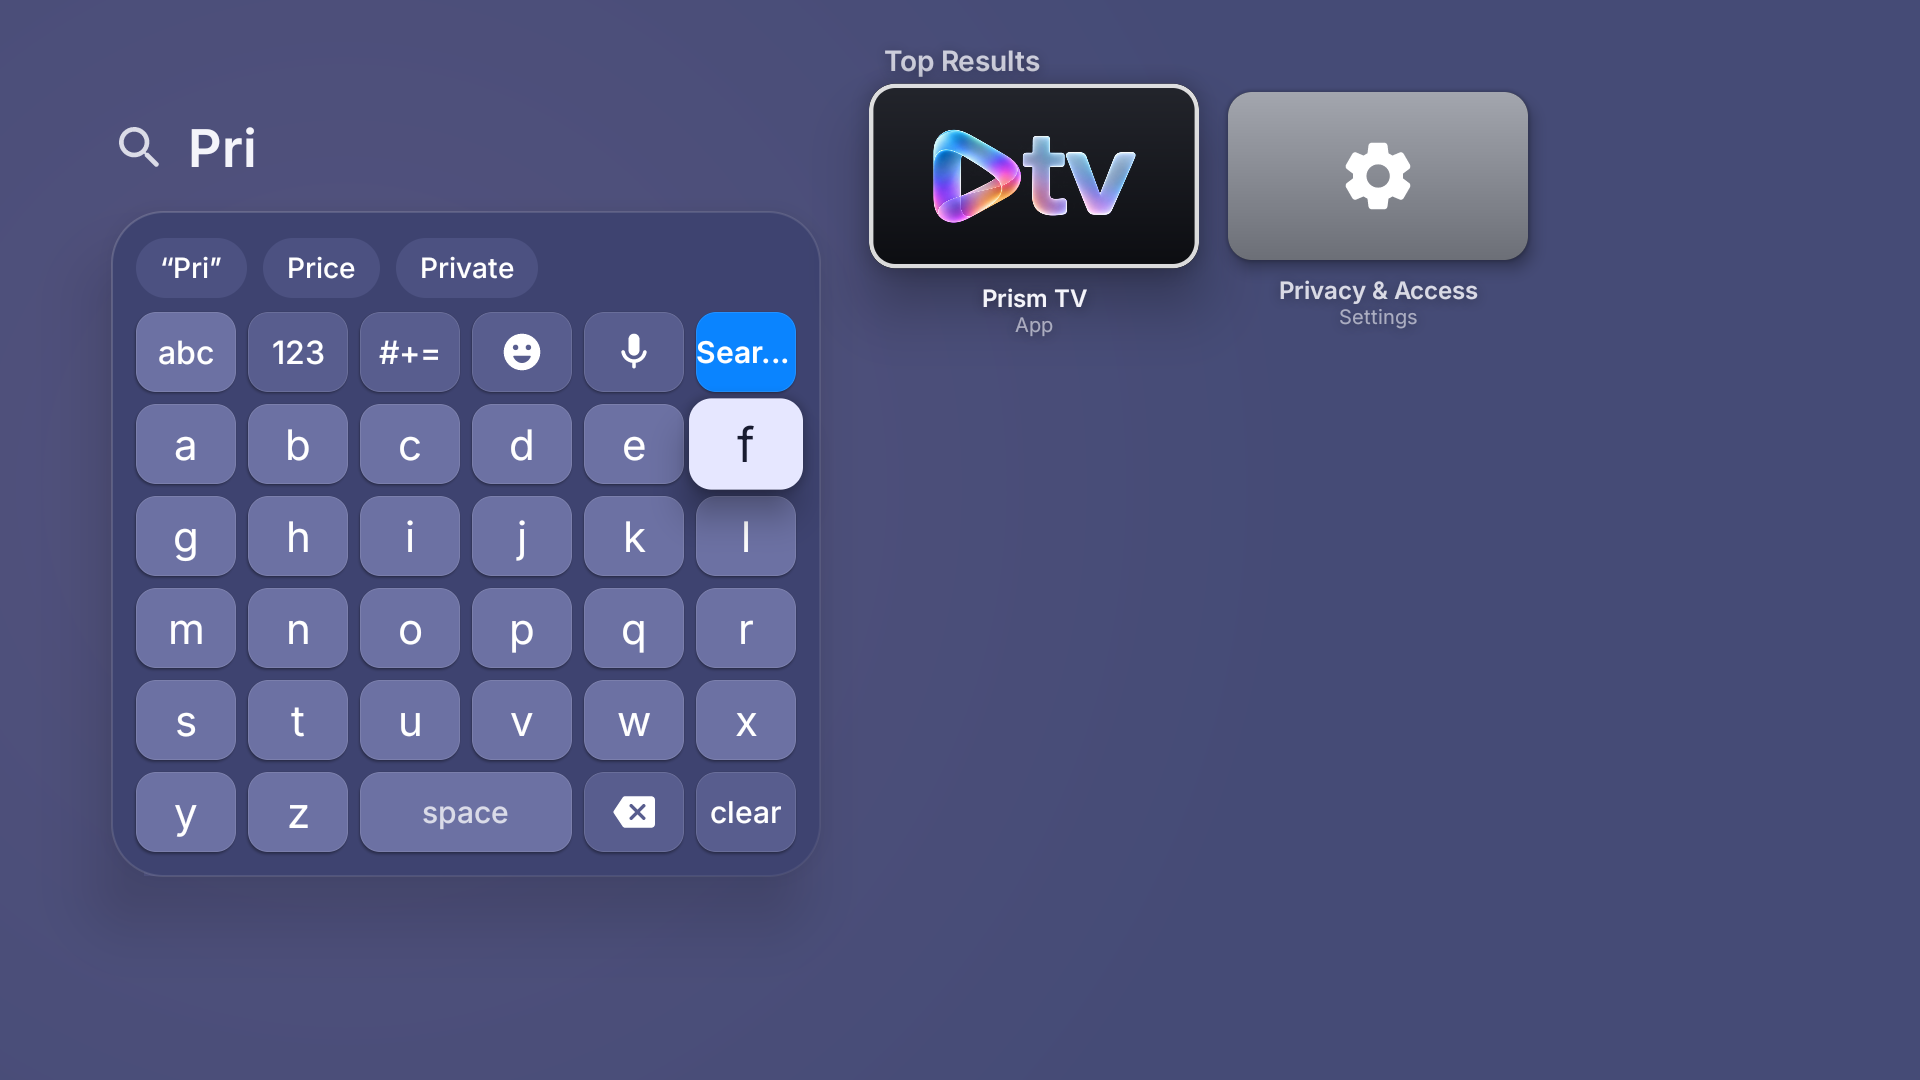 Pri
“Pri” Price Private
abc 123 #+= Sear...
a b c d e f
g h i j k l
m n o p q r
s t u v w x
y z space clear
Top Results
tv
Prism TV
App
Privacy & Access
Settings